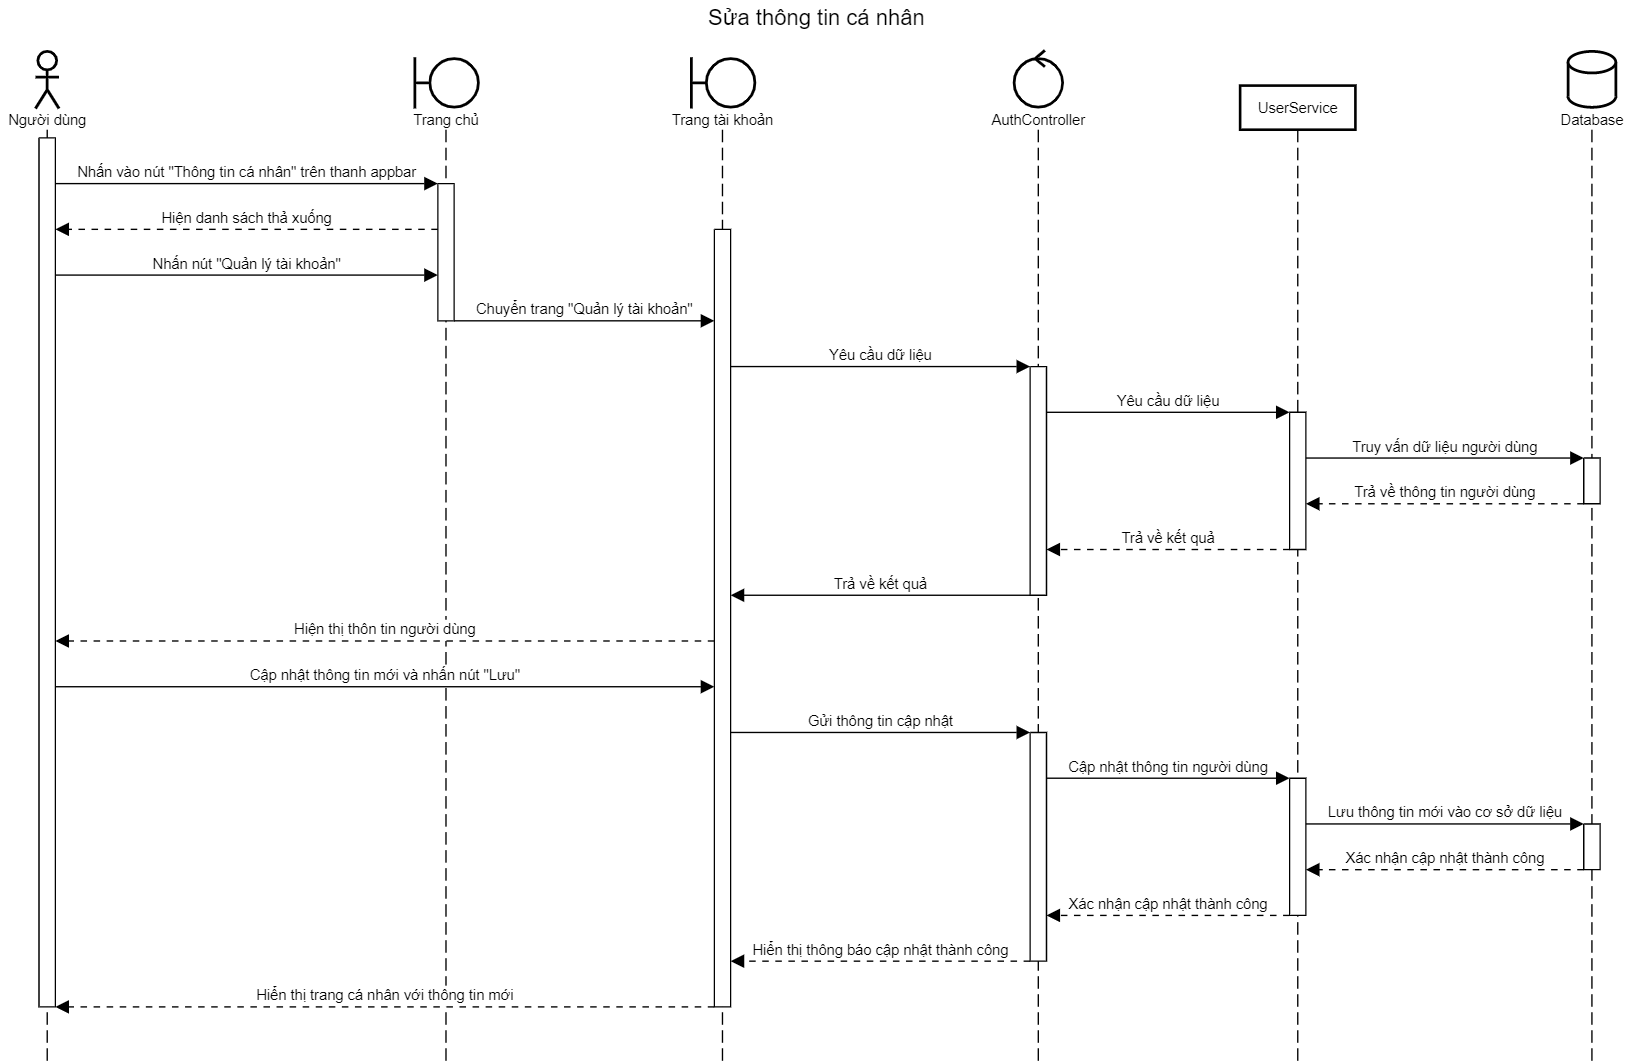 Sửa thông tin cá nhân
Người dùng
Trang chủ
Trang tài khoản
AuthController
UserService
Database
Nhấn vào nút "Thông tin cá nhân" trên thanh appbar
Hiện danh sách thả xuống
Nhấn nút "Quản lý tài khoản"
Chuyển trang "Quản lý tài khoản"
Yêu cầu dữ liệu
Yêu cầu dữ liệu
Truy vấn dữ liệu người dùng
Trả về thông tin người dùng
Trả về kết quả
Trả về kết quả
Hiện thị thôn tin người dùng
Cập nhật thông tin mới và nhấn nút "Lưu"
Gửi thông tin cập nhật
Cập nhật thông tin người dùng
Lưu thông tin mới vào cơ sở dữ liệu
Xác nhận cập nhật thành công
Xác nhận cập nhật thành công
Hiển thị thông báo cập nhật thành công
Hiển thị trang cá nhân với thông tin mới